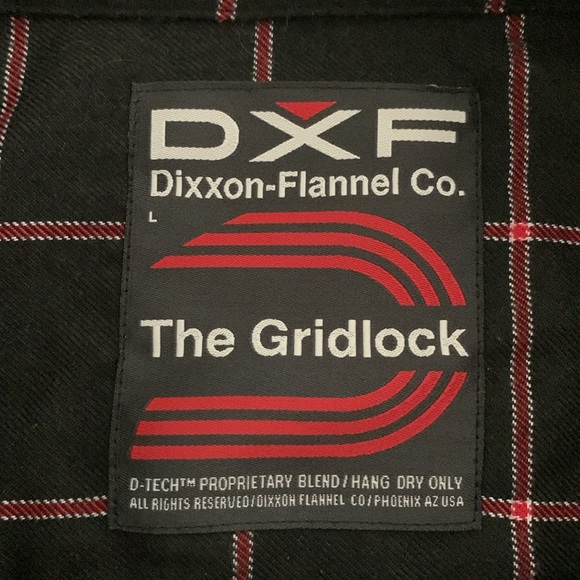 DXF
Dixxon-Flannel Co.
L
The Gridlock
D-TECH™ PROPRIETARY BLEND/HANG DRY ONLY
ALL RIGHTS RESERVED/DIXXON FLANNEL CO/PHOENIX AZ USA